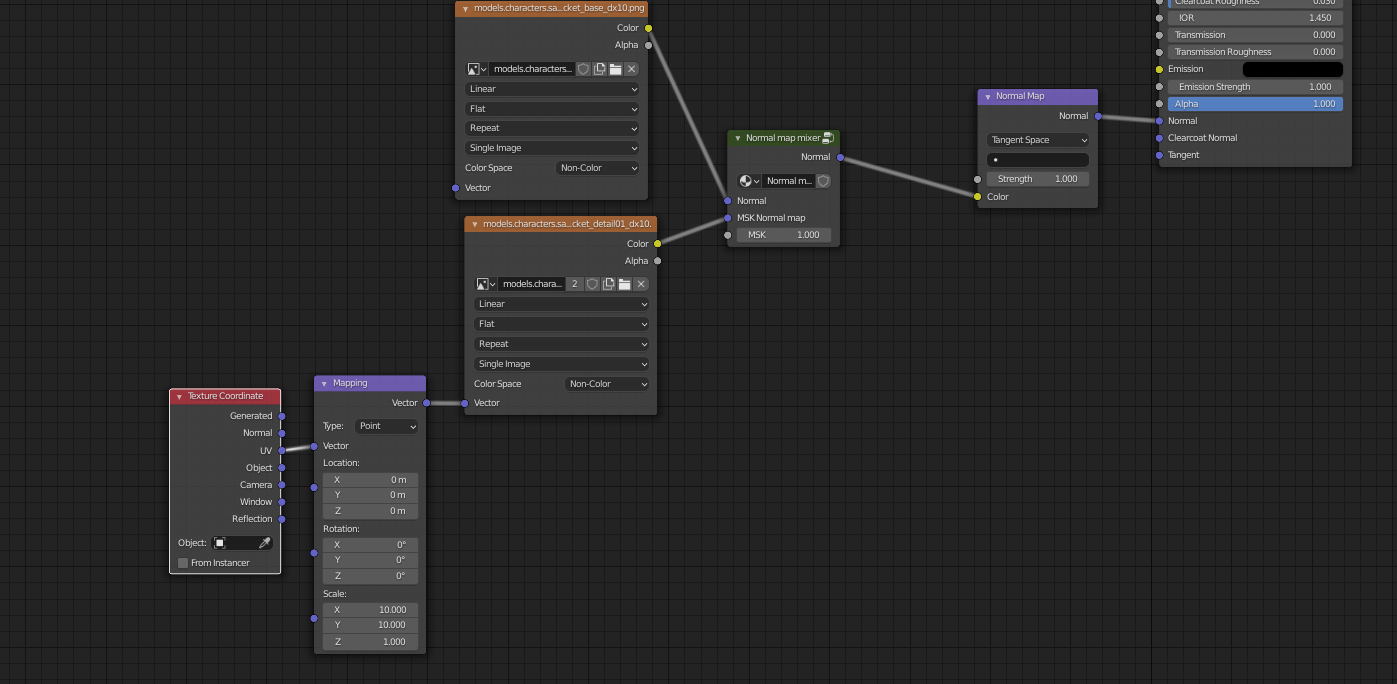 models.characters.sa...cket_base_dx10.png
Color
Alpha
models.characters...
Linear
Flat
Repeat
Single Image
Color Space Non-Color
Vector
models.characters.sa...cket_detail01_dx10.
Color
Alpha
models.chara... 2
Linear
Flat
Repeat
Single Image
Color Space Non-Color
Vector
Texture Coordinate
Generated
Normal
UV
Object
Camera
Window
Reflection
Object:
From Instancer
Mapping
Vector
Type: Point
Vector
Location:
X 0 m
Y 0 m
Z 0 m
Rotation:
X 0°
Y 0°
Z 0°
Scale:
X 10.000
Y 10.000
Z 1.000
Normal map mixer
Normal
Normal m...
Normal
MSK Normal map
MSK 1.000
Normal Map
Normal
Tangent Space
Strength 1.000
Color
Clearcoat Roughness 0.030
IOR 1.450
Transmission 0.000
Transmission Roughness 0.000
Emission
Emission Strength 1.000
Alpha 1.000
Normal
Clearcoat Normal
Tangent